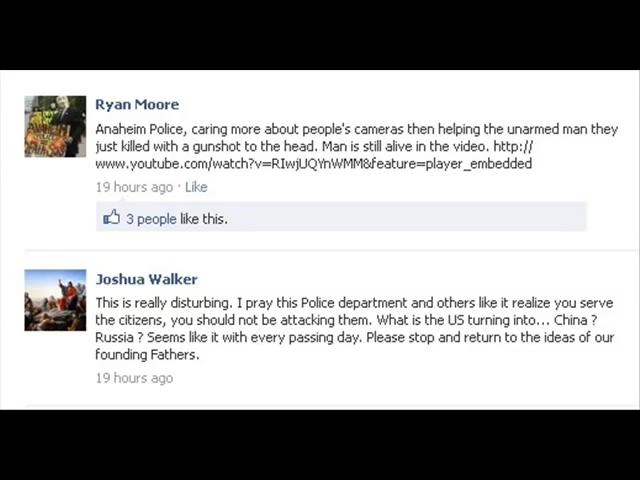 Ryan Moore
Anaheim Police, caring more about people's cameras then helping the unarmed man they
just killed with a gunshot to the head. Man is still alive in the video. http://
www.youtube.com/watch?v=RIwjUQYnWMM&feature=player_embedded
19 hours ago · Like
3 people like this.
Joshua Walker
This is really disturbing. I pray this Police department and others like it realize you serve
the citizens, you should not be attacking them. What is the US turning into... China ?
Russia ? Seems like it with every passing day. Please stop and return to the ideas of our
founding Fathers.
19 hours ago